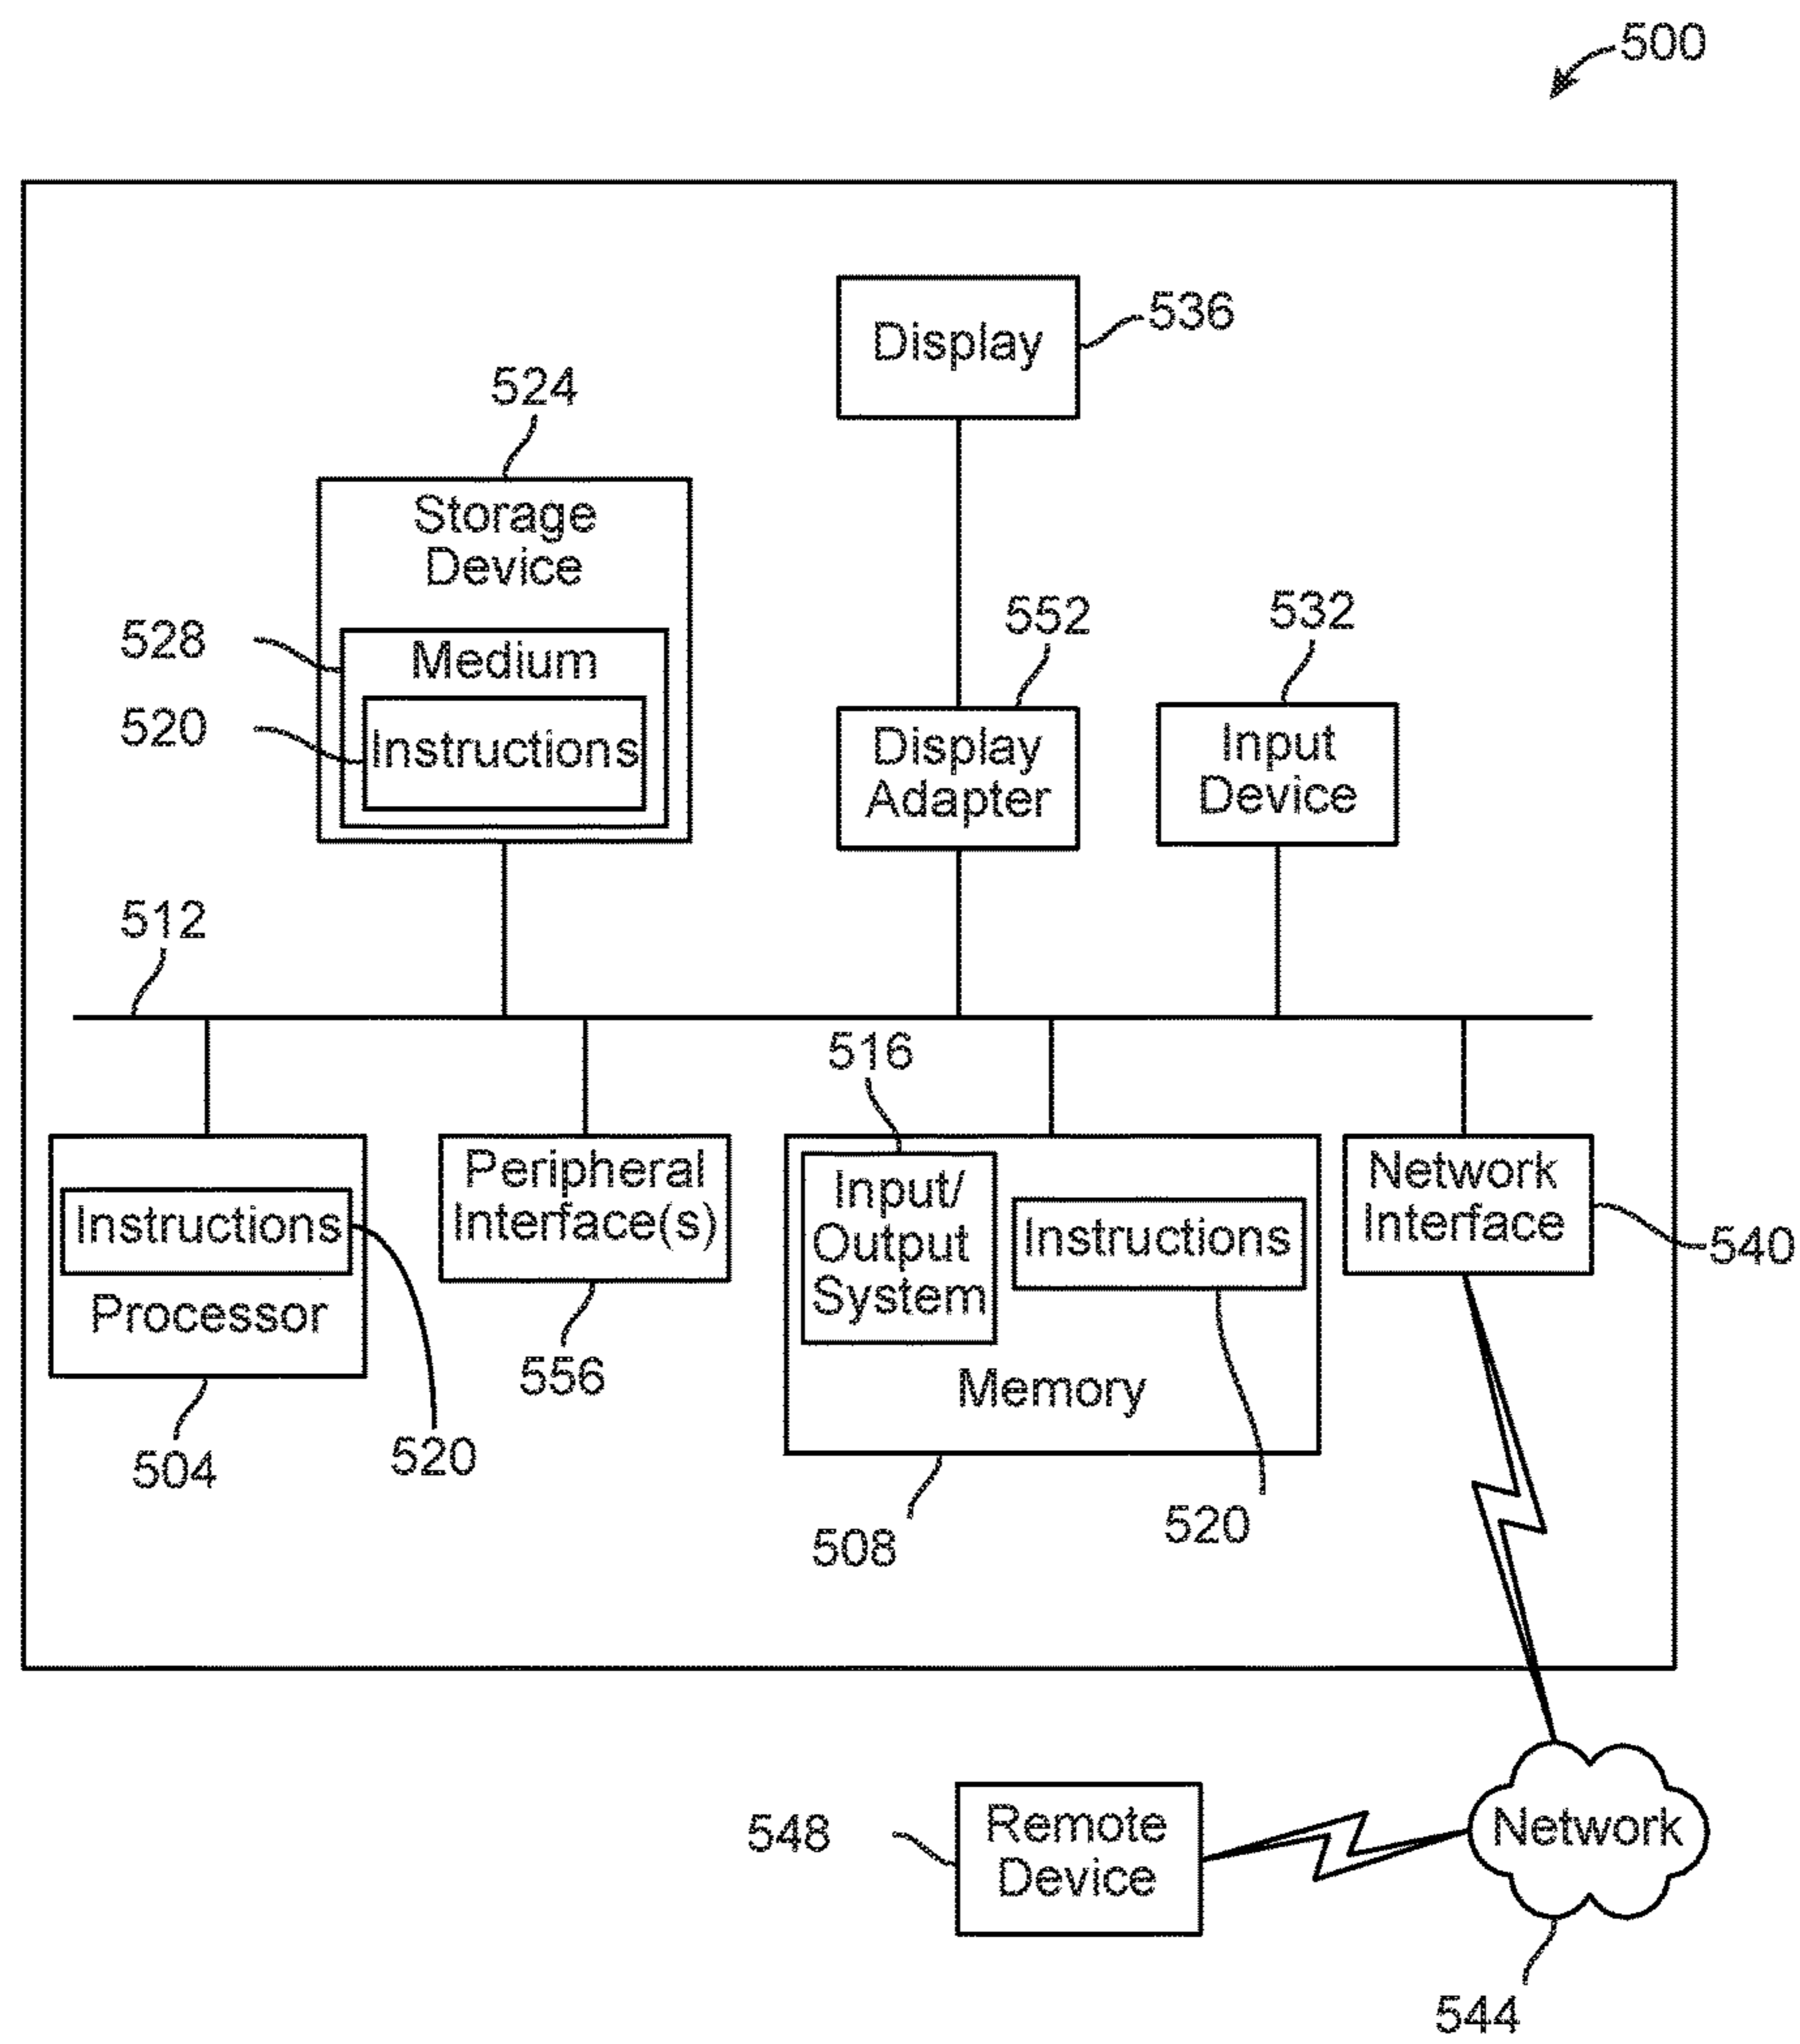 500
Display
536
524
Storage
Device
528
Medium
520
Instructions
552
Display
Adapter
532
Input
Device
512
516
Instructions
Processor
504
520
Peripheral
Interface(s)
556
Input/
Output
System
Instructions
Memory
508
520
Network
Interface
540
548
Remote
Device
Network
544